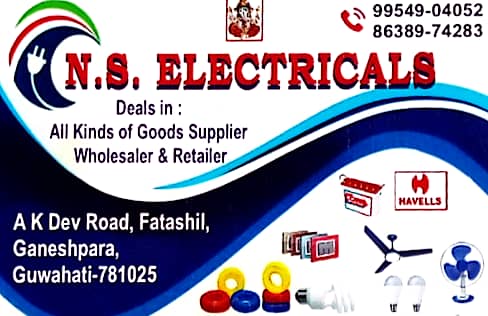 99549-04052
86389-74283
N.S. ELECTRICALS
Deals in :
All Kinds of Goods Supplier
Wholesaler & Retailer
A K Dev Road, Fatashil,
Ganeshpara,
Guwahati-781025
HAVELLS